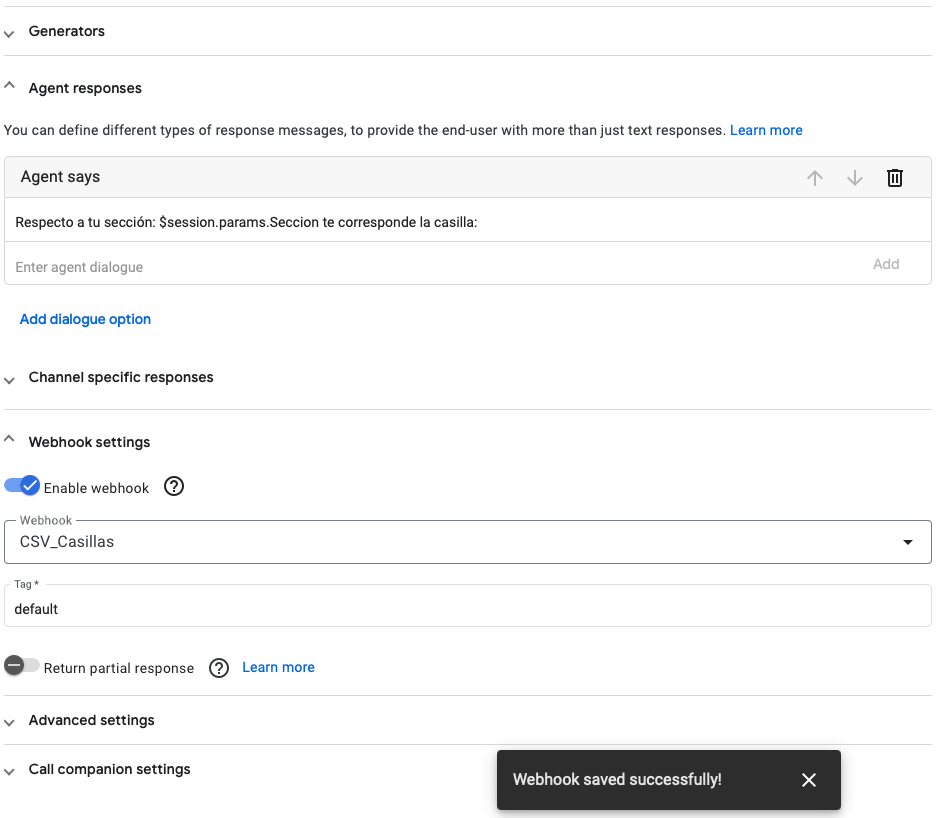 Generators
Agent responses
You can define different types of response messages, to provide the end-user with more than just text responses. Learn more
Agent says
Respecto a tu sección: $session.params.Seccion te corresponde la casilla:
Enter agent dialogue
Add
Add dialogue option
Channel specific responses
Webhook settings
Enable webhook
Webhook
CSV_Casillas
Tag *
default
Return partial response Learn more
Advanced settings
Call companion settings
Webhook saved successfully!